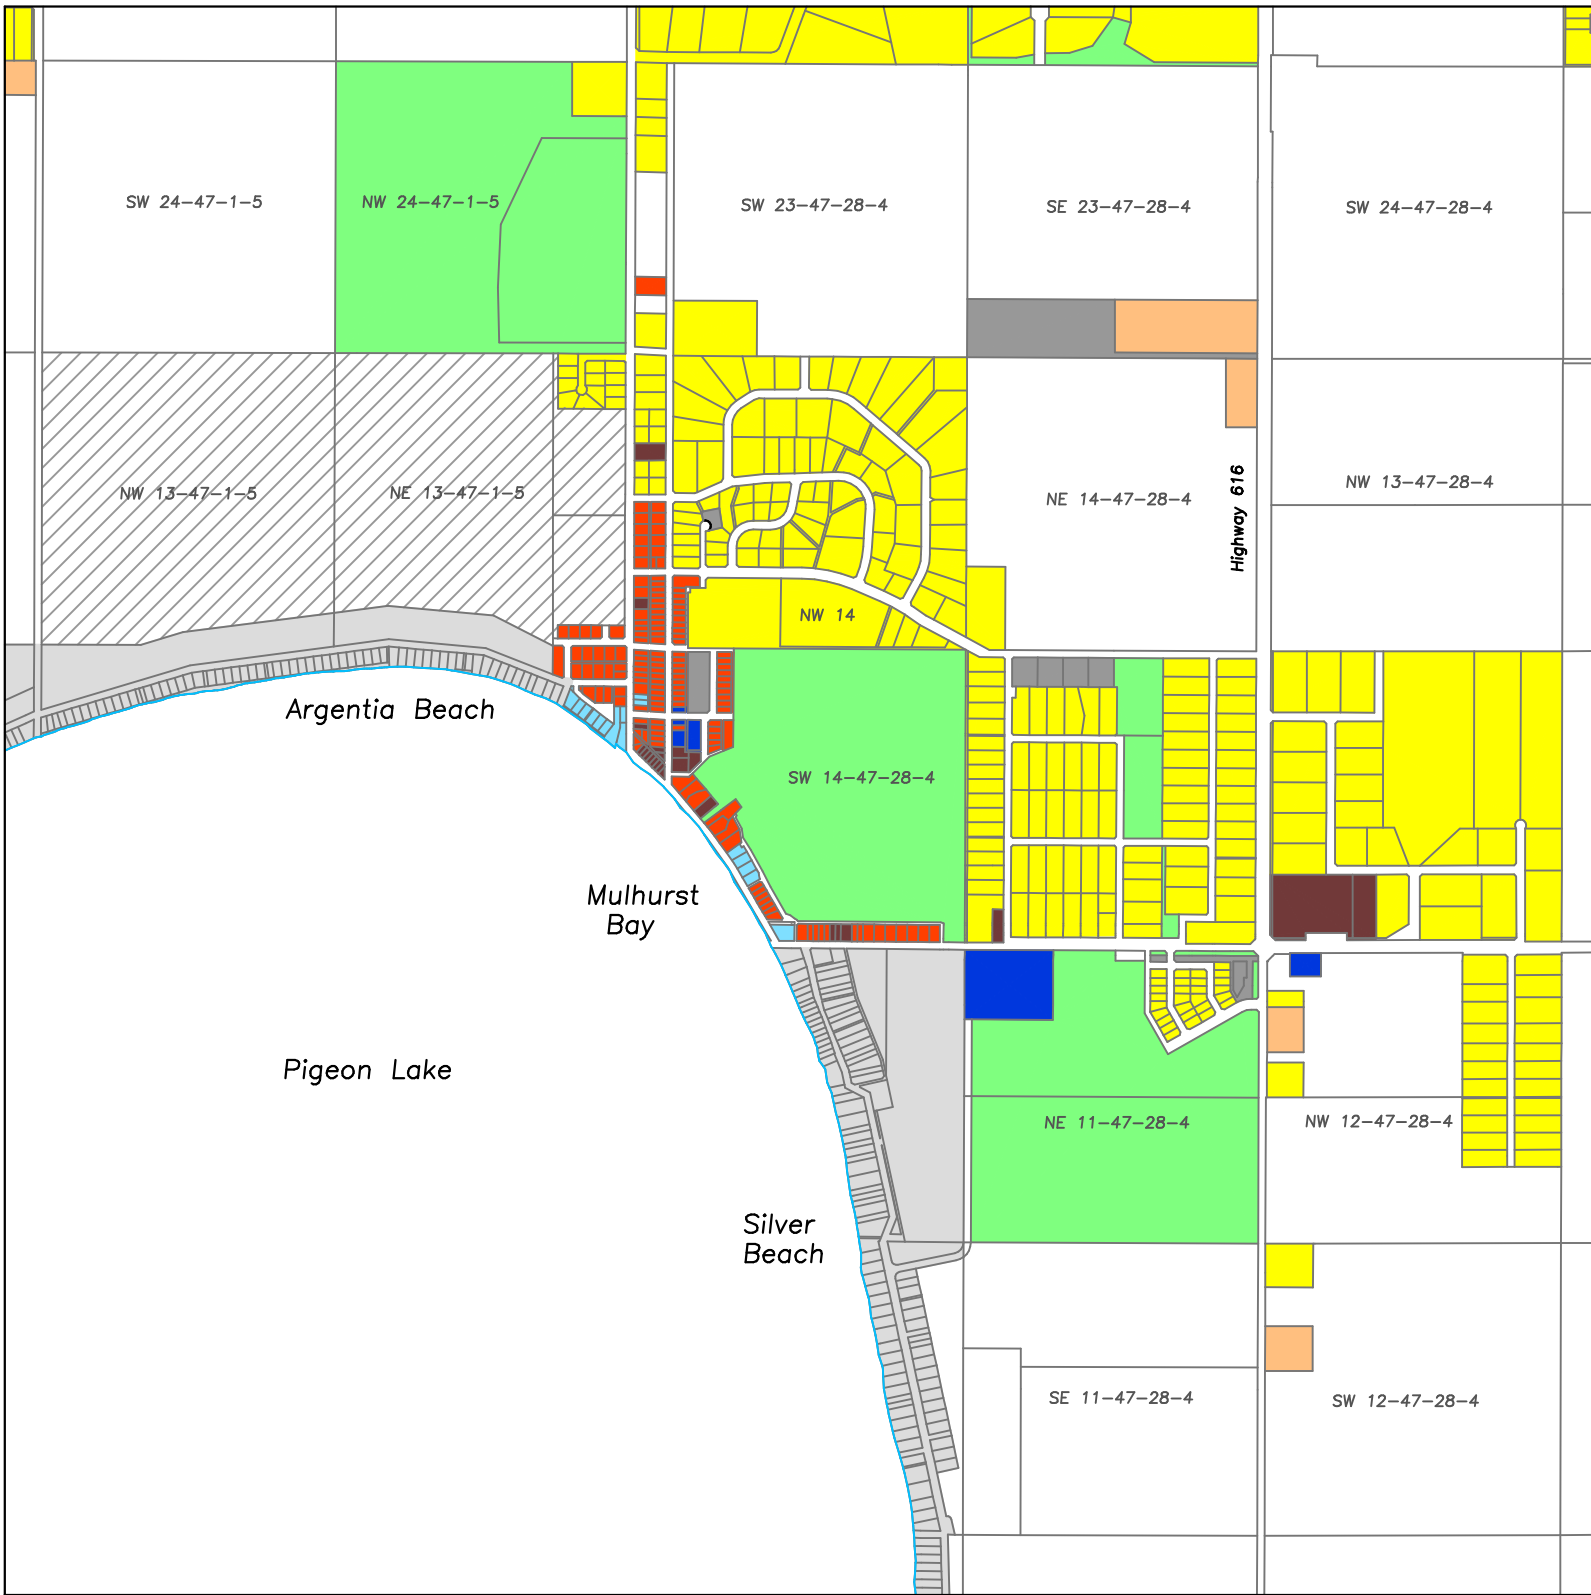 SW 24-47-1-5
NW 24-47-1-5
SW 23-47-28-4
SE 23-47-28-4
SW 24-47-28-4
NW 13-47-1-5
NE 13-47-1-5
NE 14-47-28-4
Highway 616
NW 13-47-28-4
NW 14
Argentia Beach
SW 14-47-28-4
Mulhurst
Bay
Pigeon Lake
NE 11-47-28-4
NW 12-47-28-4
Silver
Beach
SE 11-47-28-4
SW 12-47-28-4